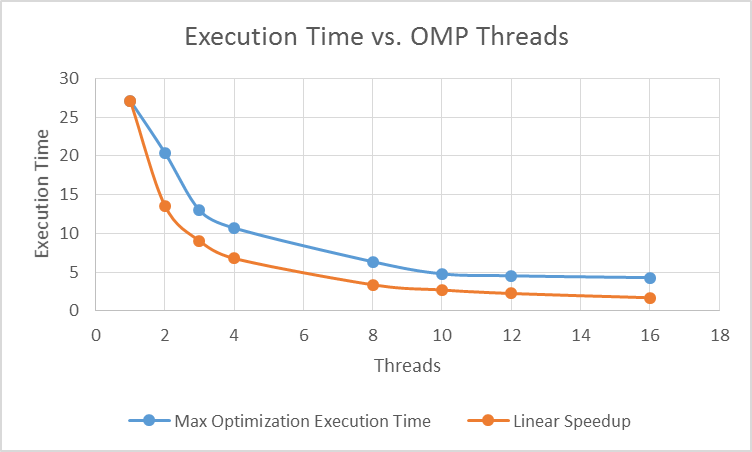 Execution Time vs. OMP Threads
Execution Time
30
25
20
15
10
5
0
0 2 4 6 8 10 12 14 16 18
Threads
Max Optimization Execution Time Linear Speedup